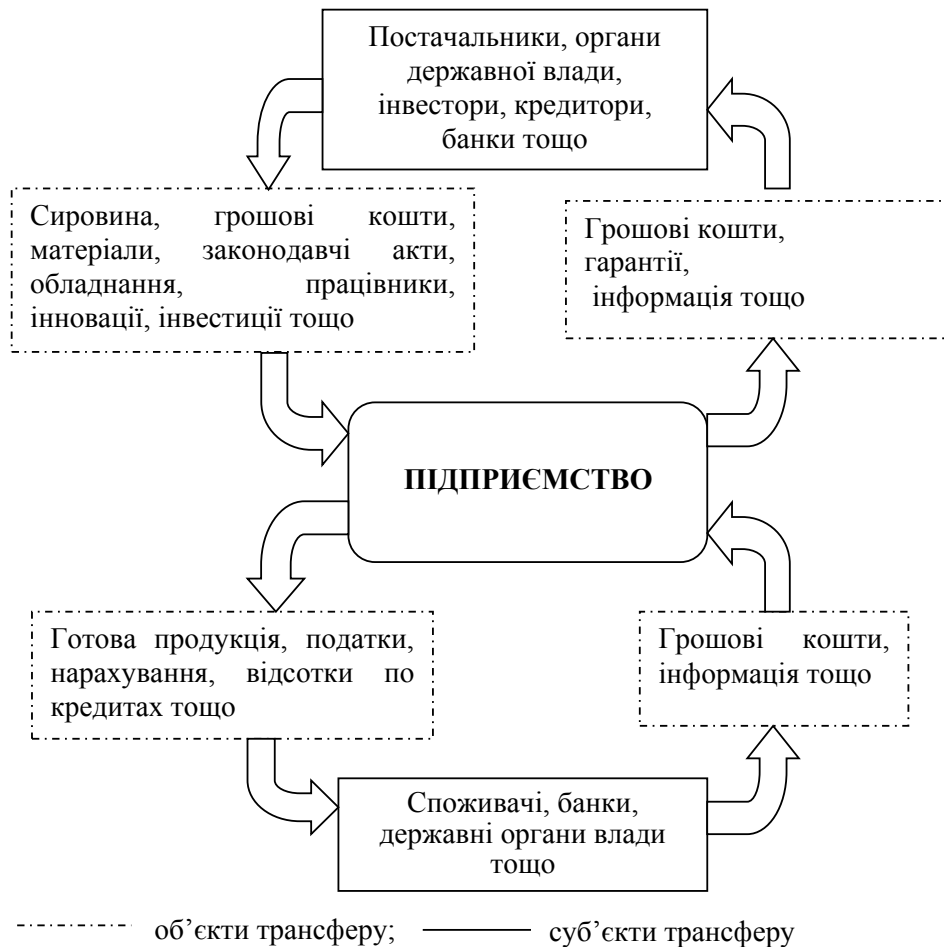 Постачальники, органи
державної влади,
інвестори, кредитори,
банки тощо
Сировина, грошові кошти,
матеріали, законодавчі акти,
обладнання, працівники,
інновації, інвестиції тощо
Грошові кошти,
гарантії,
інформація тощо
ПІДПРИЄМСТВО
Готова продукція, податки,
нарахування, відсотки по
кредитах тощо
Грошові кошти,
інформація тощо
Споживачі, банки,
державні органи влади
тощо
об’єкти трансферу; суб’єкти трансферу